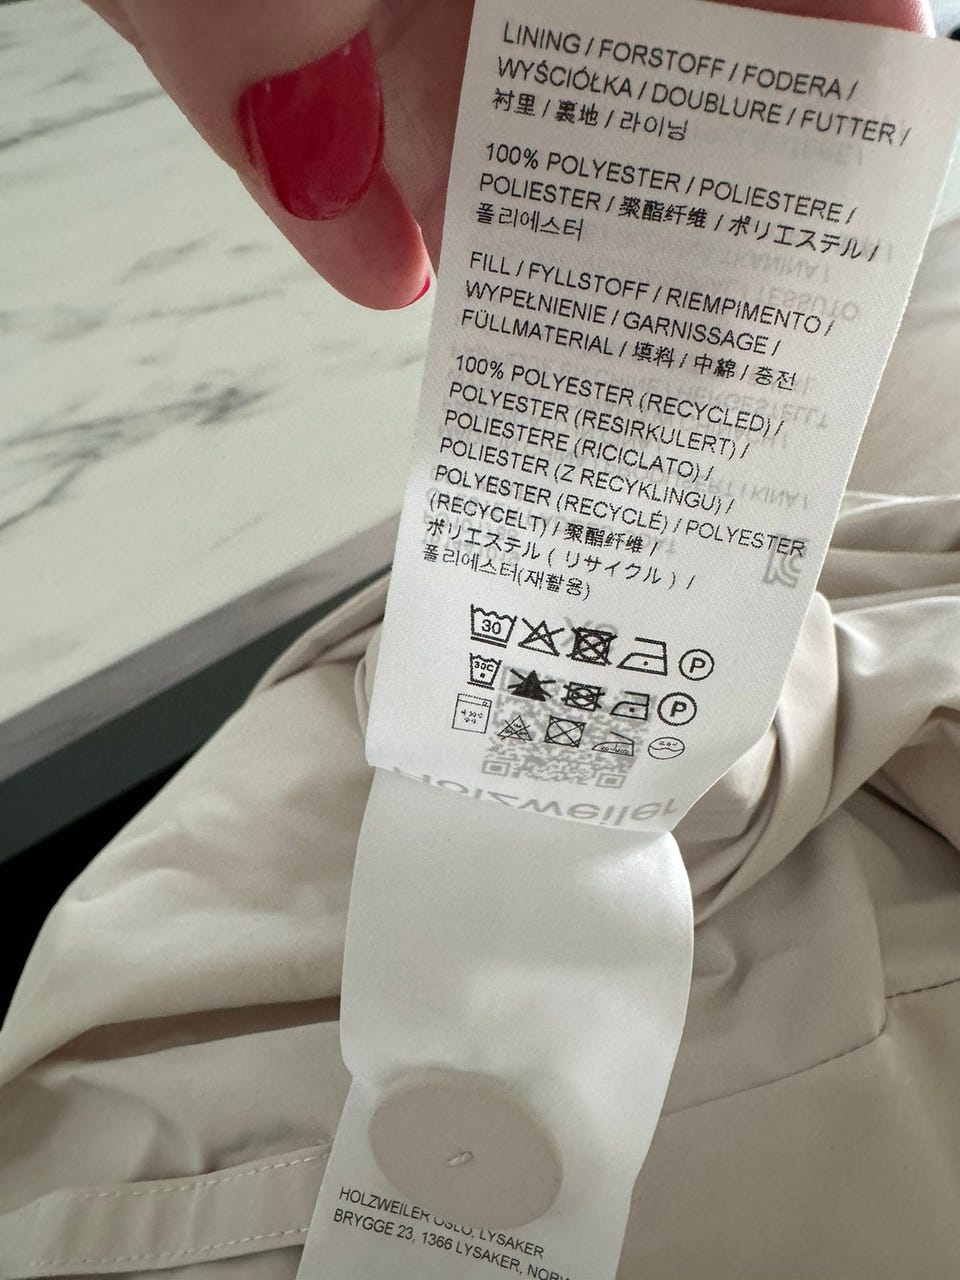 LINING / FORSTOFF / FODERA /
WYŚCIÓŁKA / DOUBLURE / FUTTER /
衬里 / 裏地 / 라이닝
100% POLYESTER / POLIESTERE /
POLIESTER / 聚酯纤维 / ポリエステル /
폴리에스터
FILL / FYLLSTOFF / RIEMPIMENTO /
WYPEŁNIENIE / GARNISSAGE /
FÜLLMATERIAL / 填料 / 中綿 / 충전
100% POLYESTER (RECYCLED) /
POLYESTER (RESIRKULERT) /
POLIESTERE (RICICLATO) /
POLIESTER (Z RECYKLINGU) /
POLYESTER (RECYCLÉ) / POLYESTER
(RECYCELT) / 聚酯纤维 /
ポリエステル ( リサイクル ) /
폴리에스터(재활용)
30 P
30C P
Holzweiler
HOLZWEILER OSLO, LYSAKER
BRYGGE 23, 1366 LYSAKER,